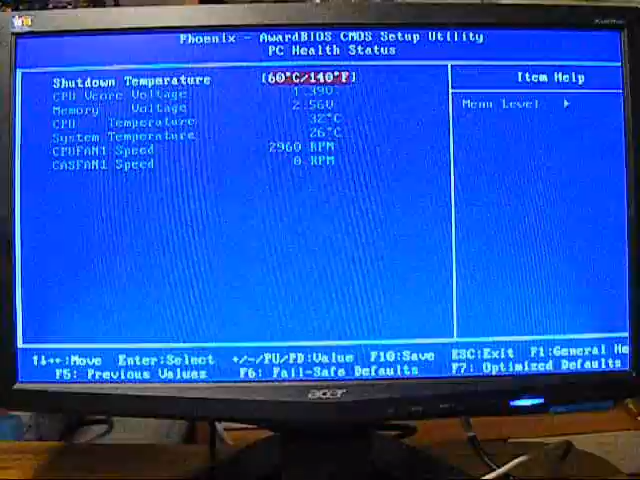 Phoenix - AwardBIOS CMOS Setup Utility
PC Health Status
Shutdown Temperature [60°C/140°F]
CPU Vcore Voltage 1.39V
Memory Voltage 2.56V
CPU Temperature 32°C
System Temperature 26°C
CPUFAN1 Speed 2960 RPM
CASFAN1 Speed 0 RPM
Item Help
Menu Level ▸
↑↓→←:Move Enter:Select +/-/PU/PD:Value F10:Save ESC:Exit F1:General He
F5: Previous Values F6: Fail-Safe Defaults F7: Optimized Defaults
acer